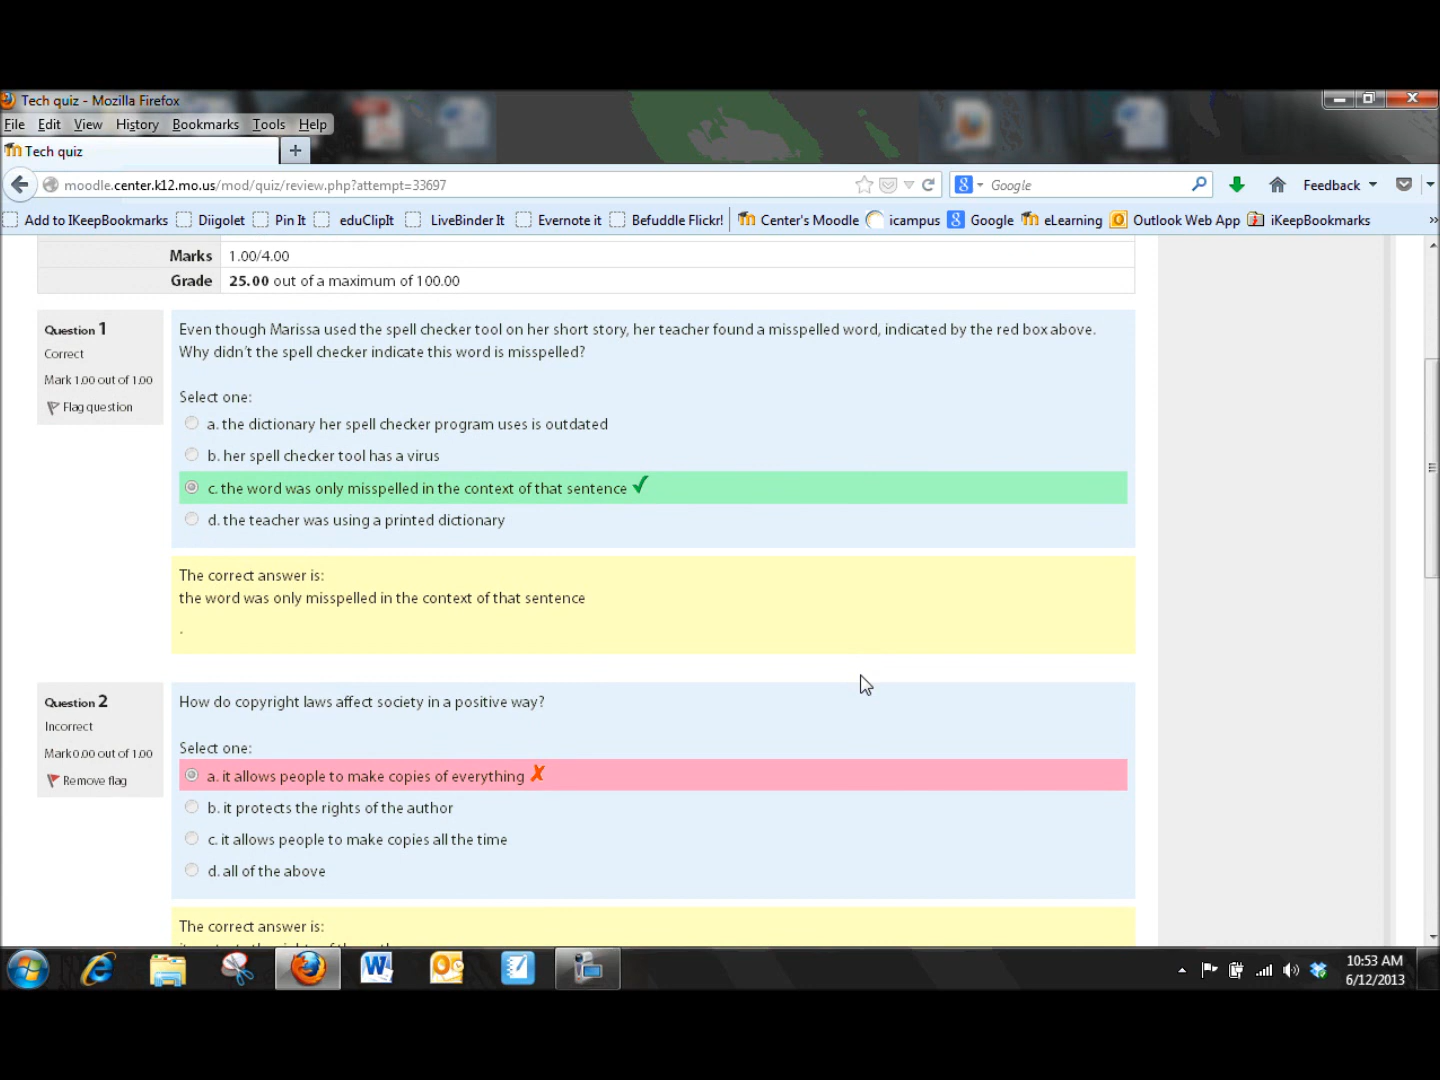 Tech quiz - Mozilla Firefox
File Edit View History Bookmarks Tools Help
Tech quiz
moodle.center.k12.mo.us/mod/quiz/review.php?attempt=33697
Google
Feedback
Add to IKeepBookmarks Diigolet Pin It eduClipIt LiveBinder It Evernote it Befuddle Flickr! Center's Moodle icampus Google eLearning Outlook Web App iKeepBookmarks
Marks 1.00/4.00
Grade 25.00 out of a maximum of 100.00
Question 1
Correct
Mark 1.00 out of 1.00
Flag question
Even though Marissa used the spell checker tool on her short story, her teacher found a misspelled word, indicated by the red box above.
Why didn't the spell checker indicate this word is misspelled?
Select one:
a. the dictionary her spell checker program uses is outdated
b. her spell checker tool has a virus
c. the word was only misspelled in the context of that sentence
d. the teacher was using a printed dictionary
The correct answer is:
the word was only misspelled in the context of that sentence
.
Question 2
Incorrect
Mark 0.00 out of 1.00
Remove flag
How do copyright laws affect society in a positive way?
Select one:
a. it allows people to make copies of everything
b. it protects the rights of the author
c. it allows people to make copies all the time
d. all of the above
The correct answer is:
10:53 AM
6/12/2013